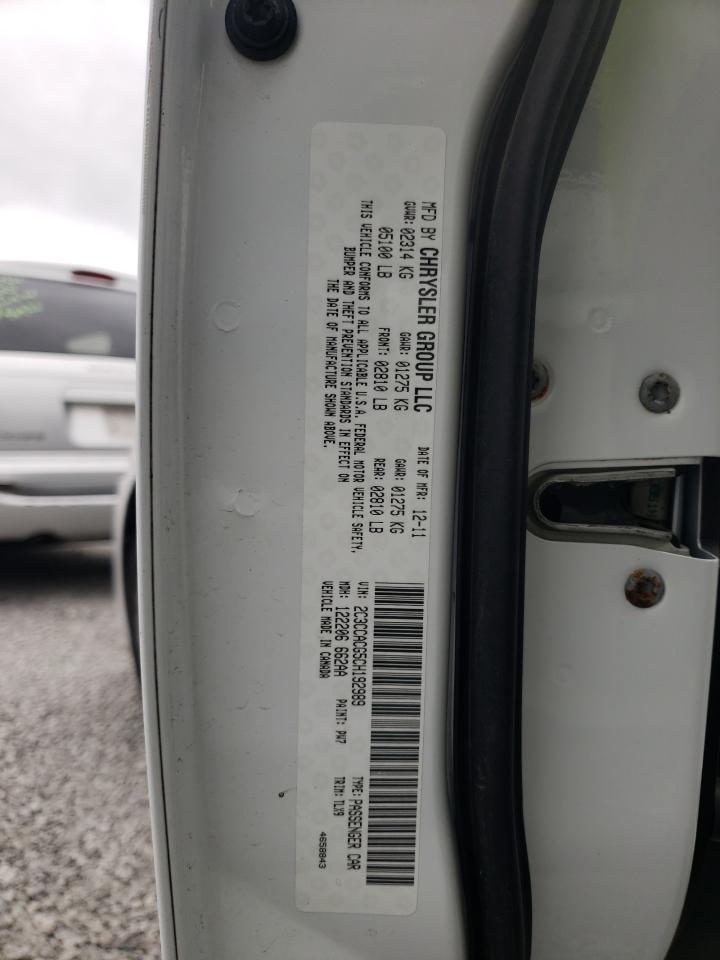 MFD BY CHRYSLER GROUP LLC DATE OF MFR: 12-11
GVWR: 02314 KG GAWR: 01275 KG GAWR: 01275 KG
05100 LB FRONT: 02810 LB REAR: 02810 LB
THIS VEHICLE CONFORMS TO ALL APPLICABLE U.S.A. FEDERAL MOTOR VEHICLE SAFETY,
BUMPER AND THEFT PREVENTION STANDARDS IN EFFECT ON
THE DATE OF MANUFACTURE SHOWN ABOVE.
VIN: 2C3CCACG5CH192989 TYPE: PASSENGER CAR
MDH: 122206 662AA PAINT: PW7 TRIM: TLX9
VEHICLE MADE IN CANADA 4658843